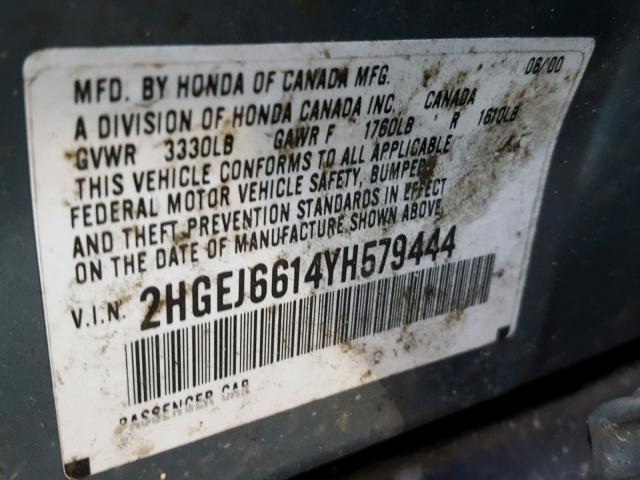 MFD. BY HONDA OF CANADA MFG. 06/00
A DIVISION OF HONDA CANADA INC. CANADA
GVWR 3330LB GAWR F 1760LB R 1610LB
THIS VEHICLE CONFORMS TO ALL APPLICABLE
FEDERAL MOTOR VEHICLE SAFETY, BUMPER
AND THEFT PREVENTION STANDARDS IN EFFECT
ON THE DATE OF MANUFACTURE SHOWN ABOVE
V.I.N. 2HGEJ6614YH579444
PASSENGER CAR